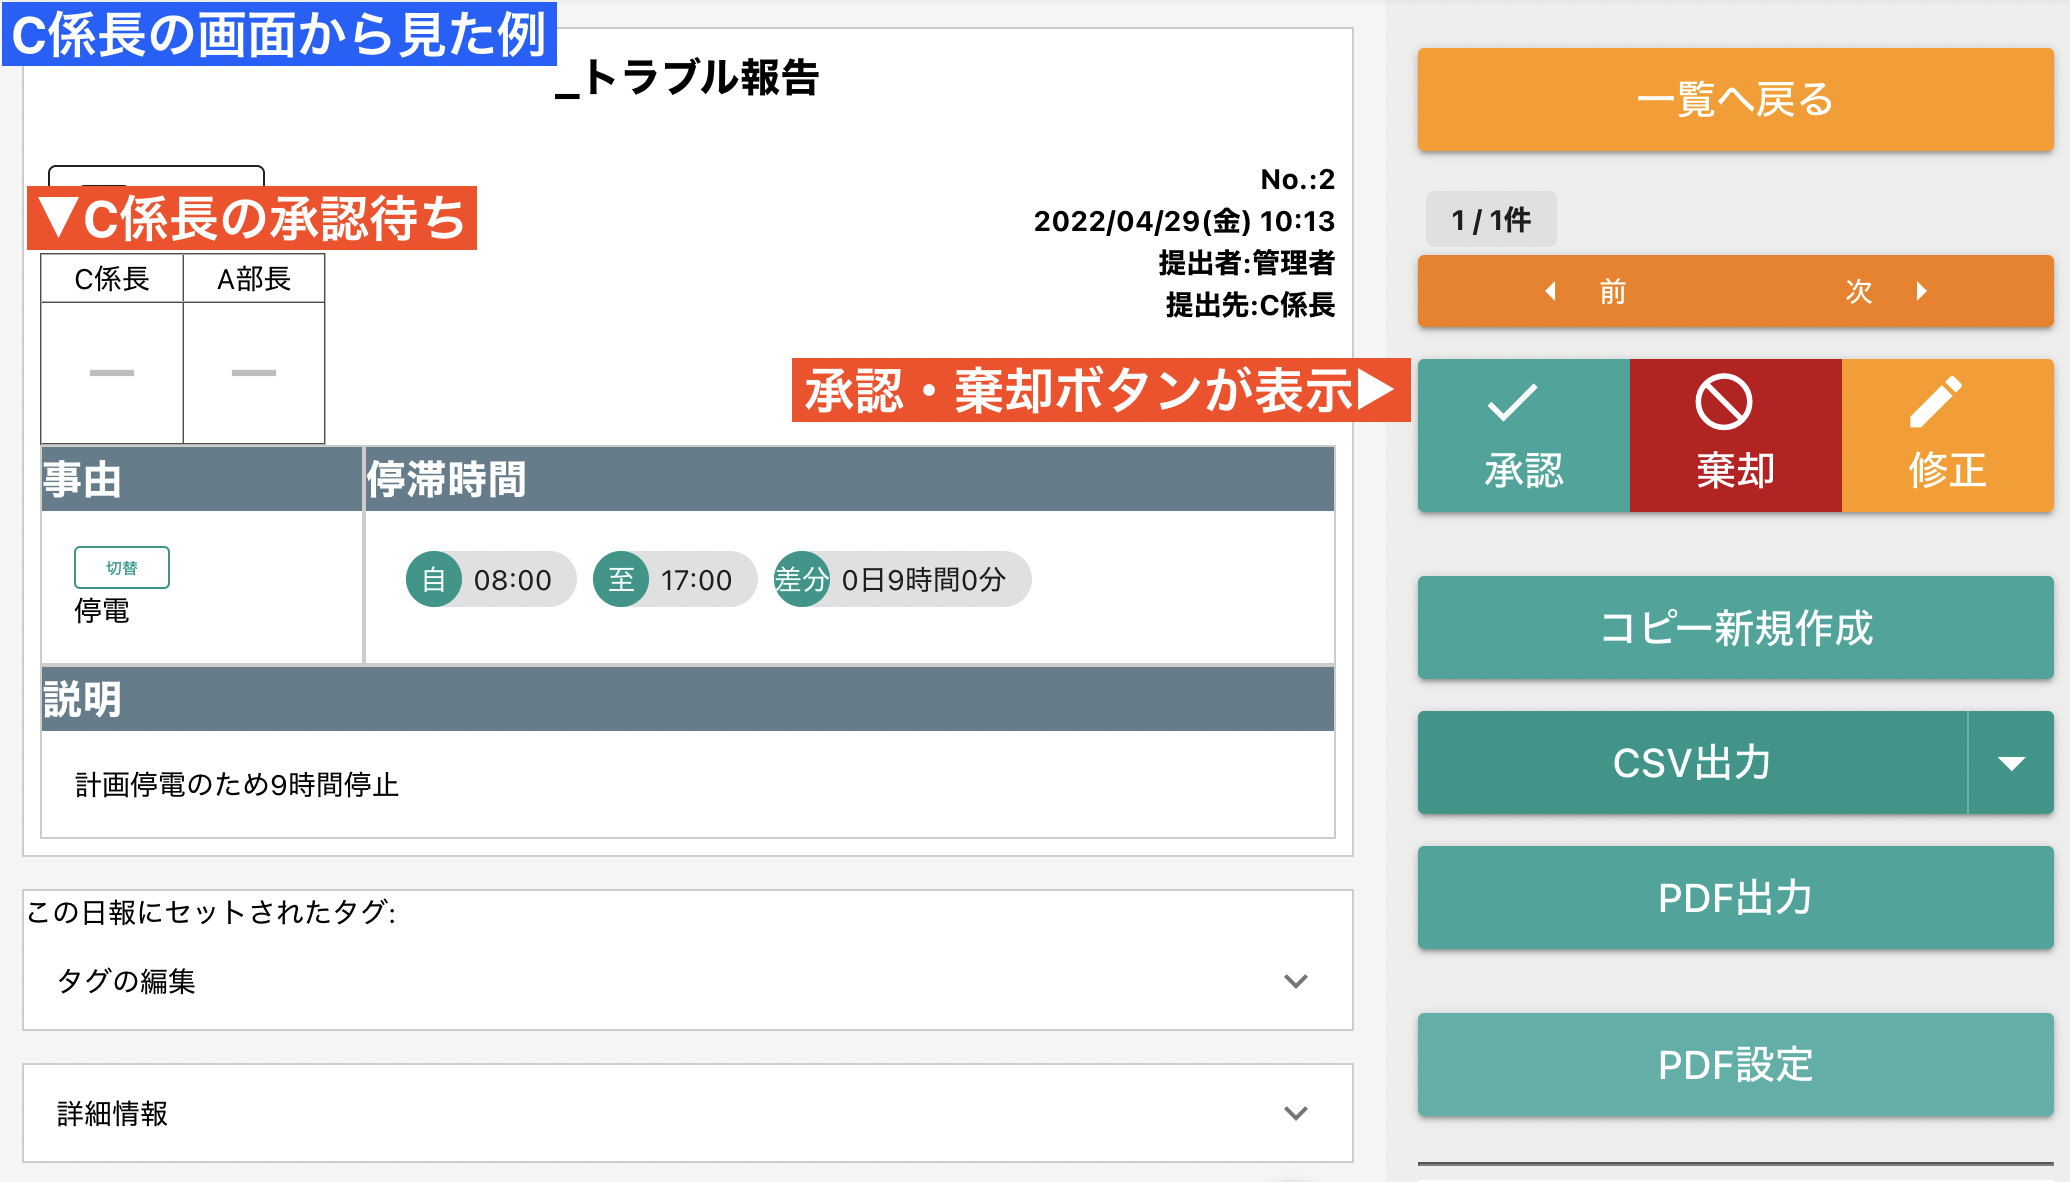 C係長の画面から見た例
_トラブル報告
No.:2
2022/04/29(金) 10:13
提出者:管理者
提出先:C係長
▼C係長の承認待ち
C係長 A部長
承認・棄却ボタンが表示▶
事由 停滞時間
切替
停電
自 08:00 至 17:00 差分 0日9時間0分
説明
計画停電のため9時間停止
この日報にセットされたタグ:
タグの編集
詳細情報
一覧へ戻る
1 / 1件
前 次
承認 棄却 修正
コピー新規作成
CSV出力
PDF出力
PDF設定